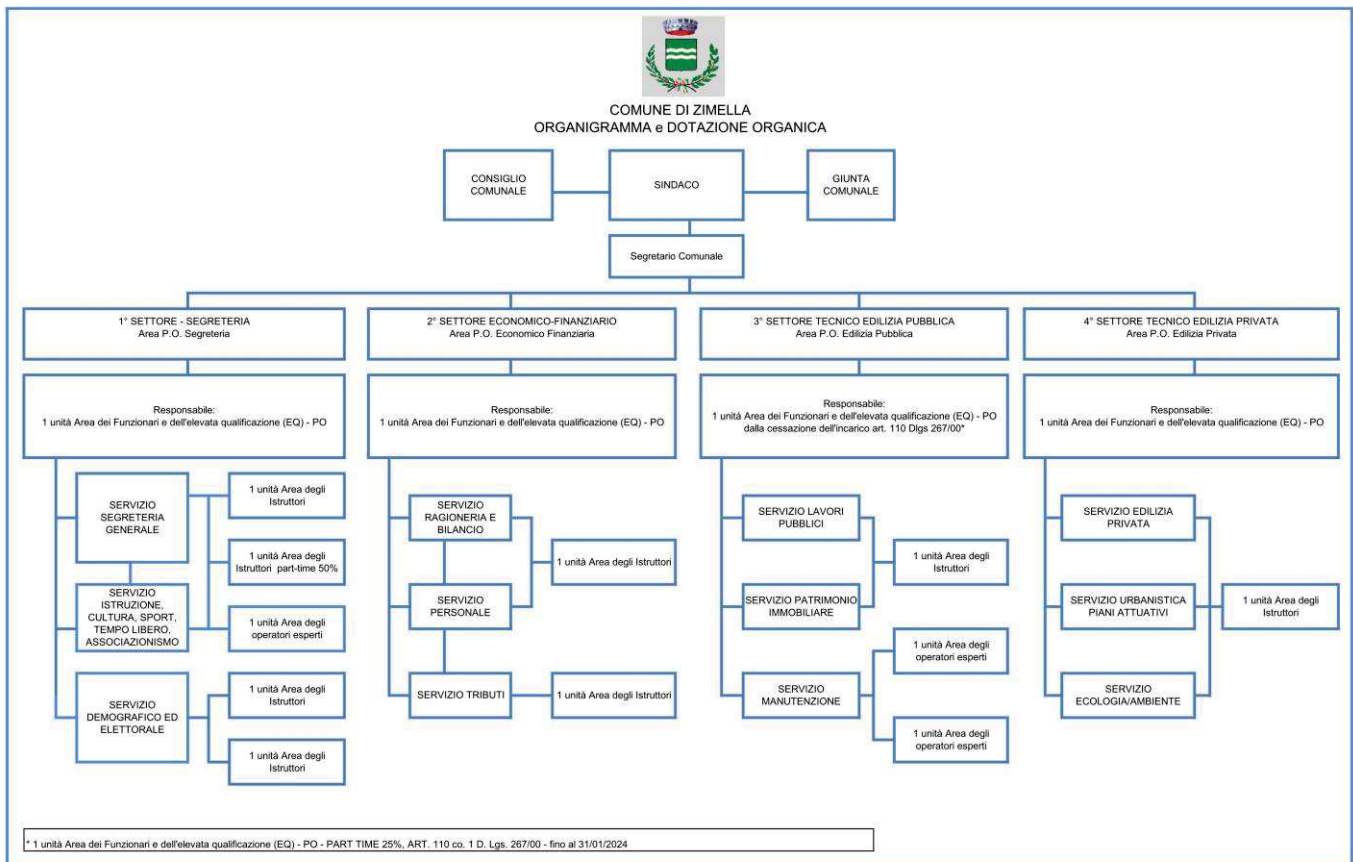 COMUNE DI ZIMELLA
ORGANIGRAMMA e DOTAZIONE ORGANICA
CONSIGLIO
COMUNALE
SINDACO
GIUNTA
COMUNALE
Segretario Comunale
1° SETTORE - SEGRETERIA
Area P.O. Segreteria
2° SETTORE ECONOMICO-FINANZIARIO
Area P.O. Economico Finanziaria
3° SETTORE TECNICO EDILIZIA PUBBLICA
Area P.O. Edilizia Pubblica
4° SETTORE TECNICO EDILIZIA PRIVATA
Area P.O. Edilizia Privata
Responsabile:
1 unità Area dei Funzionari e dell'elevata qualificazione (EQ) - PO
Responsabile:
1 unità Area dei Funzionari e dell'elevata qualificazione (EQ) - PO
Responsabile:
1 unità Area dei Funzionari e dell'elevata qualificazione (EQ) - PO
dalla cessazione dell'incarico art. 110 Dlgs 267/00*
Responsabile:
1 unità Area dei Funzionari e dell'elevata qualificazione (EQ) - PO
SERVIZIO
SEGRETERIA
GENERALE
1 unità Area degli
Istruttori
1 unità Area degli
Istruttori part-time 50%
SERVIZIO
ISTRUZIONE,
CULTURA, SPORT,
TEMPO LIBERO,
ASSOCIAZIONISMO
1 unità Area degli
operatori esperti
SERVIZIO
DEMOGRAFICO ED
ELETTORALE
1 unità Area degli
Istruttori
1 unità Area degli
Istruttori
SERVIZIO
RAGIONERIA E
BILANCIO
1 unità Area degli Istruttori
SERVIZIO
PERSONALE
SERVIZIO TRIBUTI
1 unità Area degli Istruttori
SERVIZIO LAVORI
PUBBLICI
1 unità Area degli
Istruttori
SERVIZIO PATRIMONIO
IMMOBILIARE
1 unità Area degli
operatori esperti
SERVIZIO
MANUTENZIONE
1 unità Area degli
operatori esperti
SERVIZIO EDILIZIA
PRIVATA
SERVIZIO URBANISTICA
PIANI ATTUATIVI
1 unità Area degli
Istruttori
SERVIZIO
ECOLOGIA/AMBIENTE
* 1 unità Area dei Funzionari e dell'elevata qualificazione (EQ) - PO - PART TIME 25%, ART. 110 co. 1 D. Lgs. 267/00 - fino al 31/01/2024